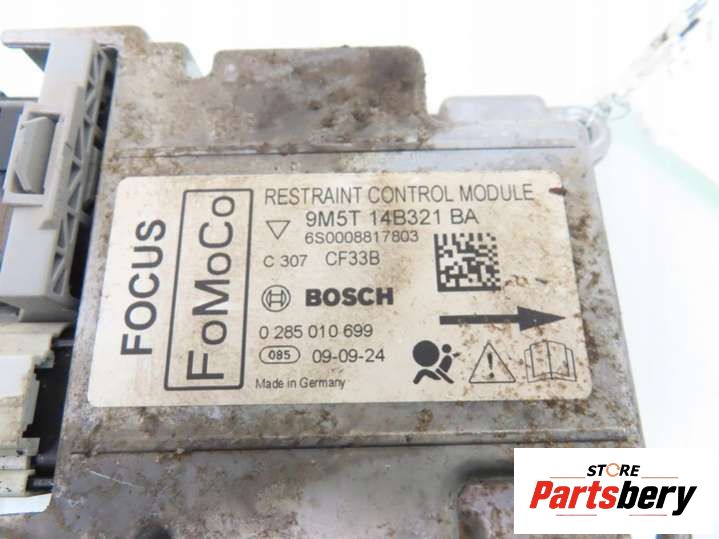 FOCUS
FoMoCo
RESTRAINT CONTROL MODULE
9M5T 14B321 BA
6S0008817803
C 307 CF33B
BOSCH
0 285 010 699
085 09-09-24
Made in Germany
STORE
Partsbery